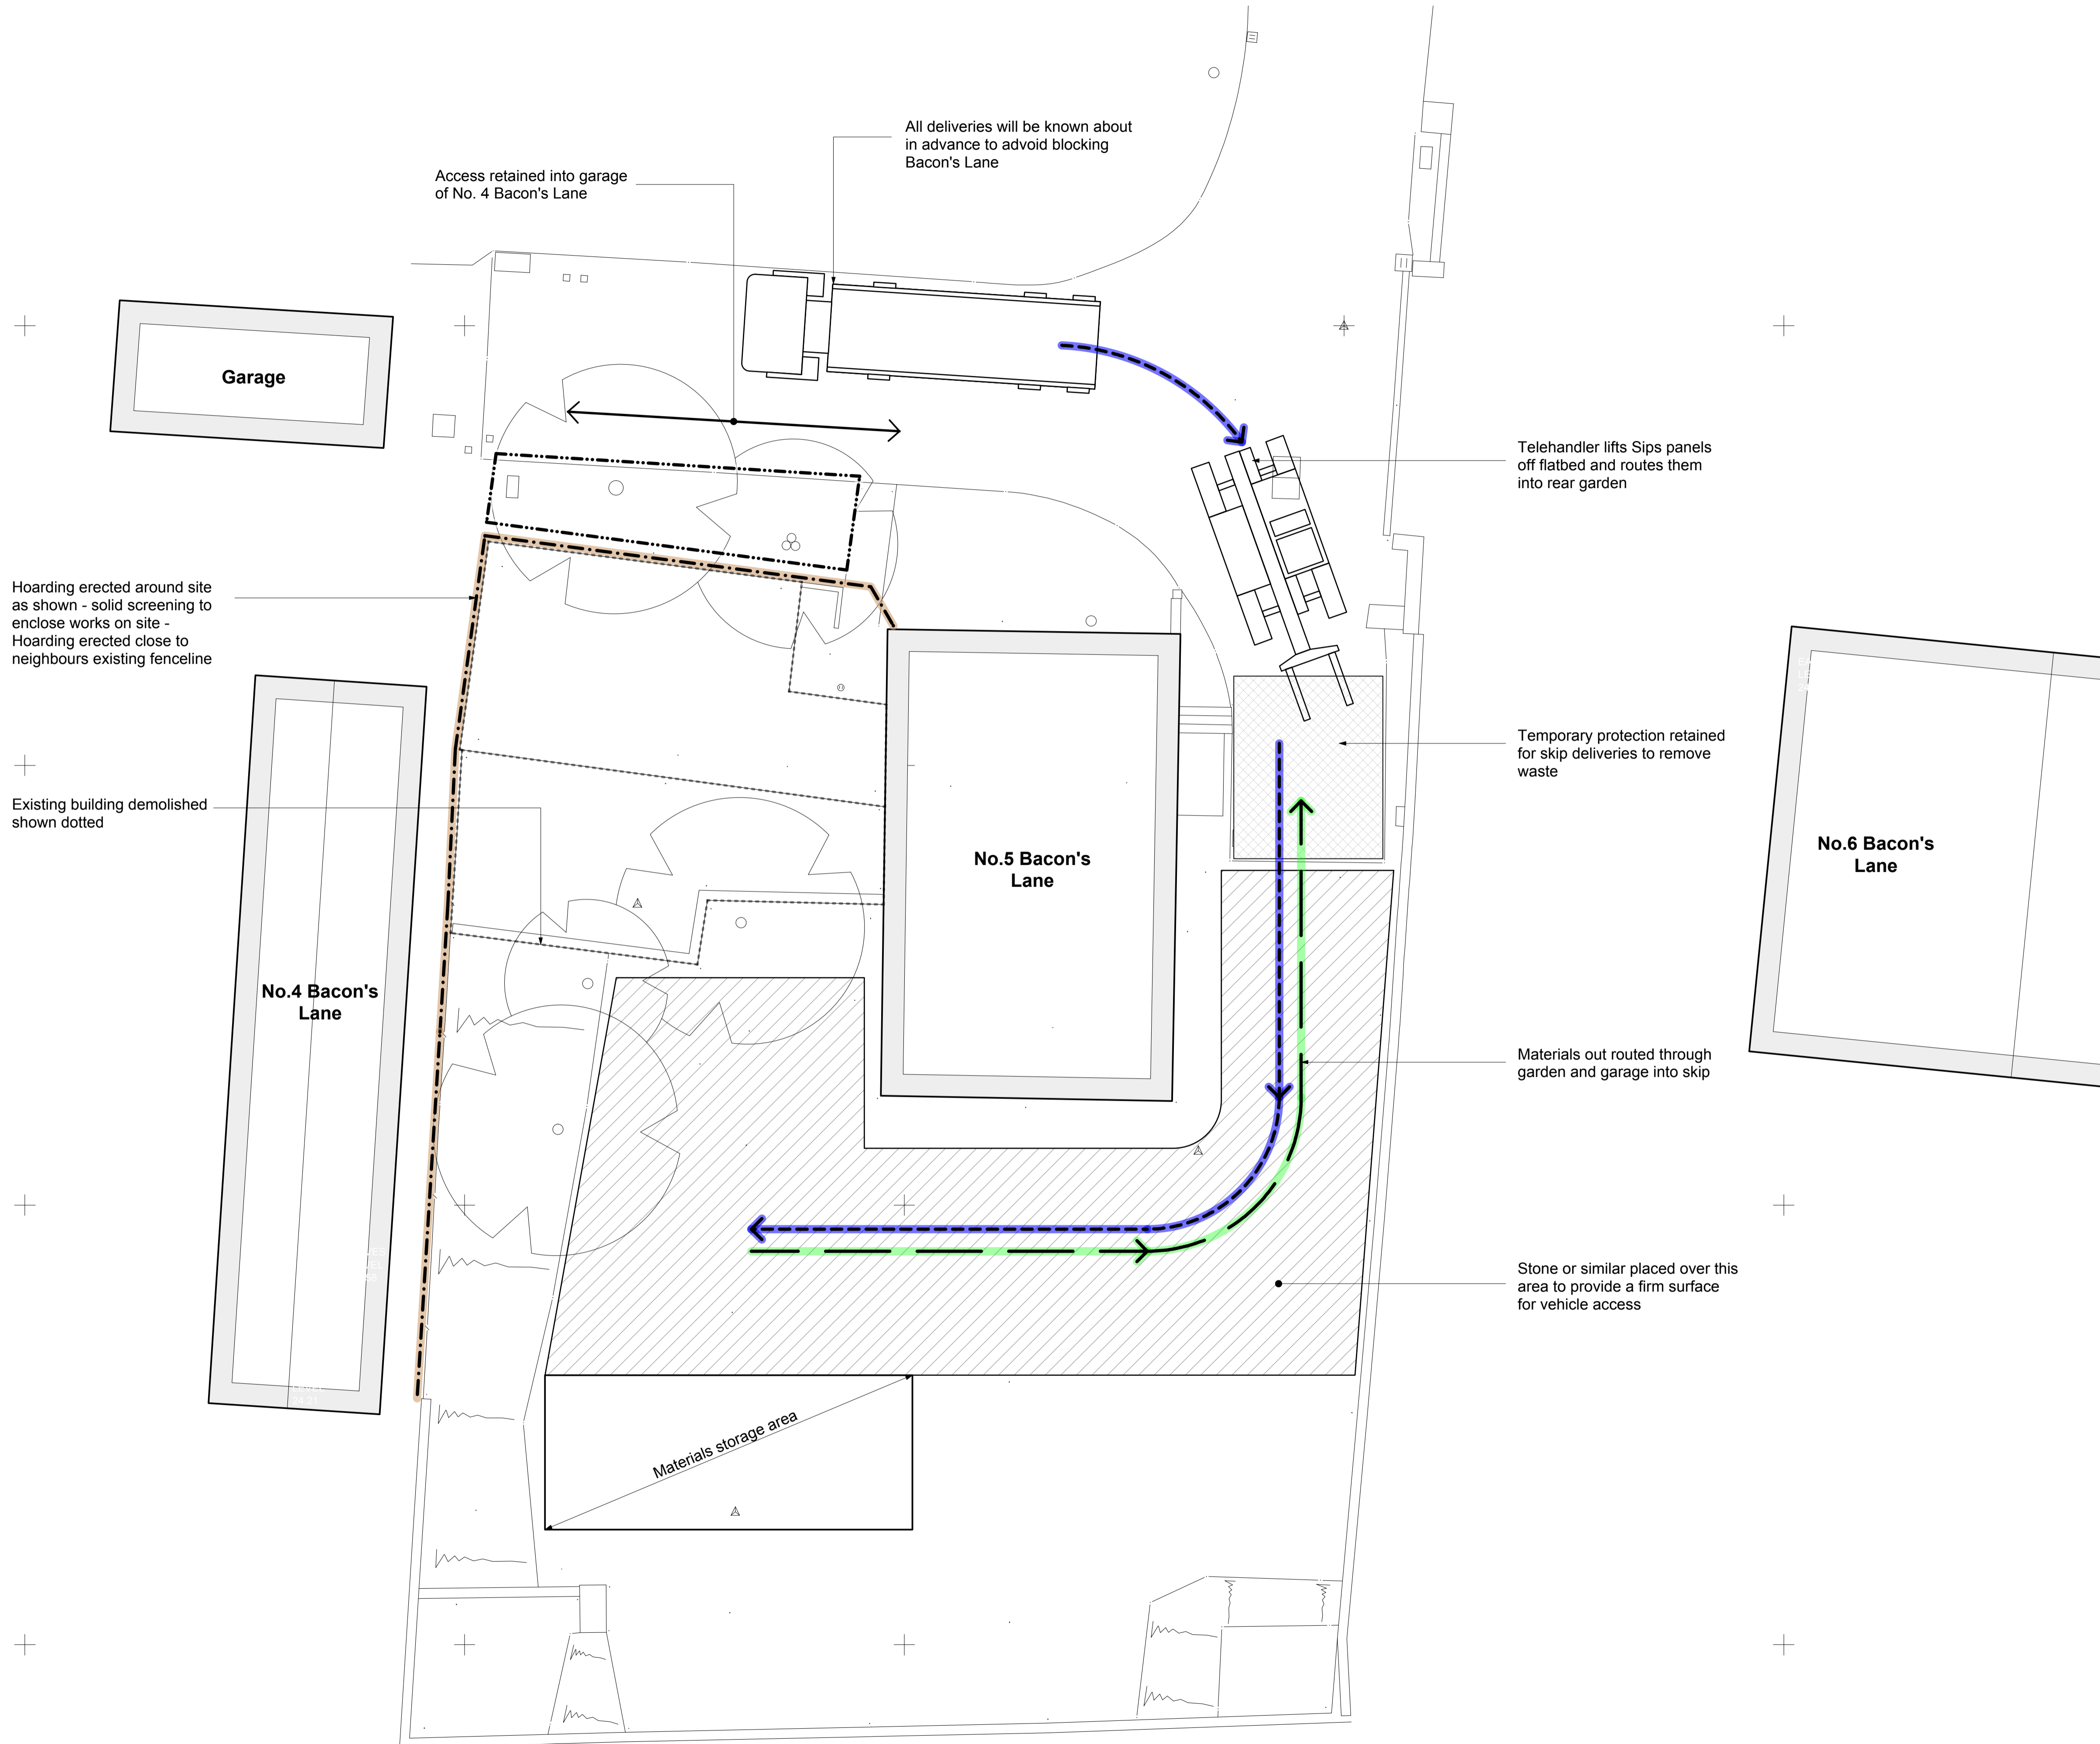 All deliveries will be known about
in advance to advoid blocking
Bacon's Lane
Access retained into garage
of No. 4 Bacon's Lane
Garage
Telehandler lifts Sips panels
off flatbed and routes them
into rear garden
Hoarding erected around site
as shown - solid screening to
enclose works on site -
Hoarding erected close to
neighbours existing fenceline
Temporary protection retained
for skip deliveries to remove
waste
Existing building demolished
shown dotted
No.5 Bacon's
Lane
No.6 Bacon's
Lane
No.4 Bacon's
Lane
Materials out routed through
garden and garage into skip
Stone or similar placed over this
area to provide a firm surface
for vehicle access
Materials storage area